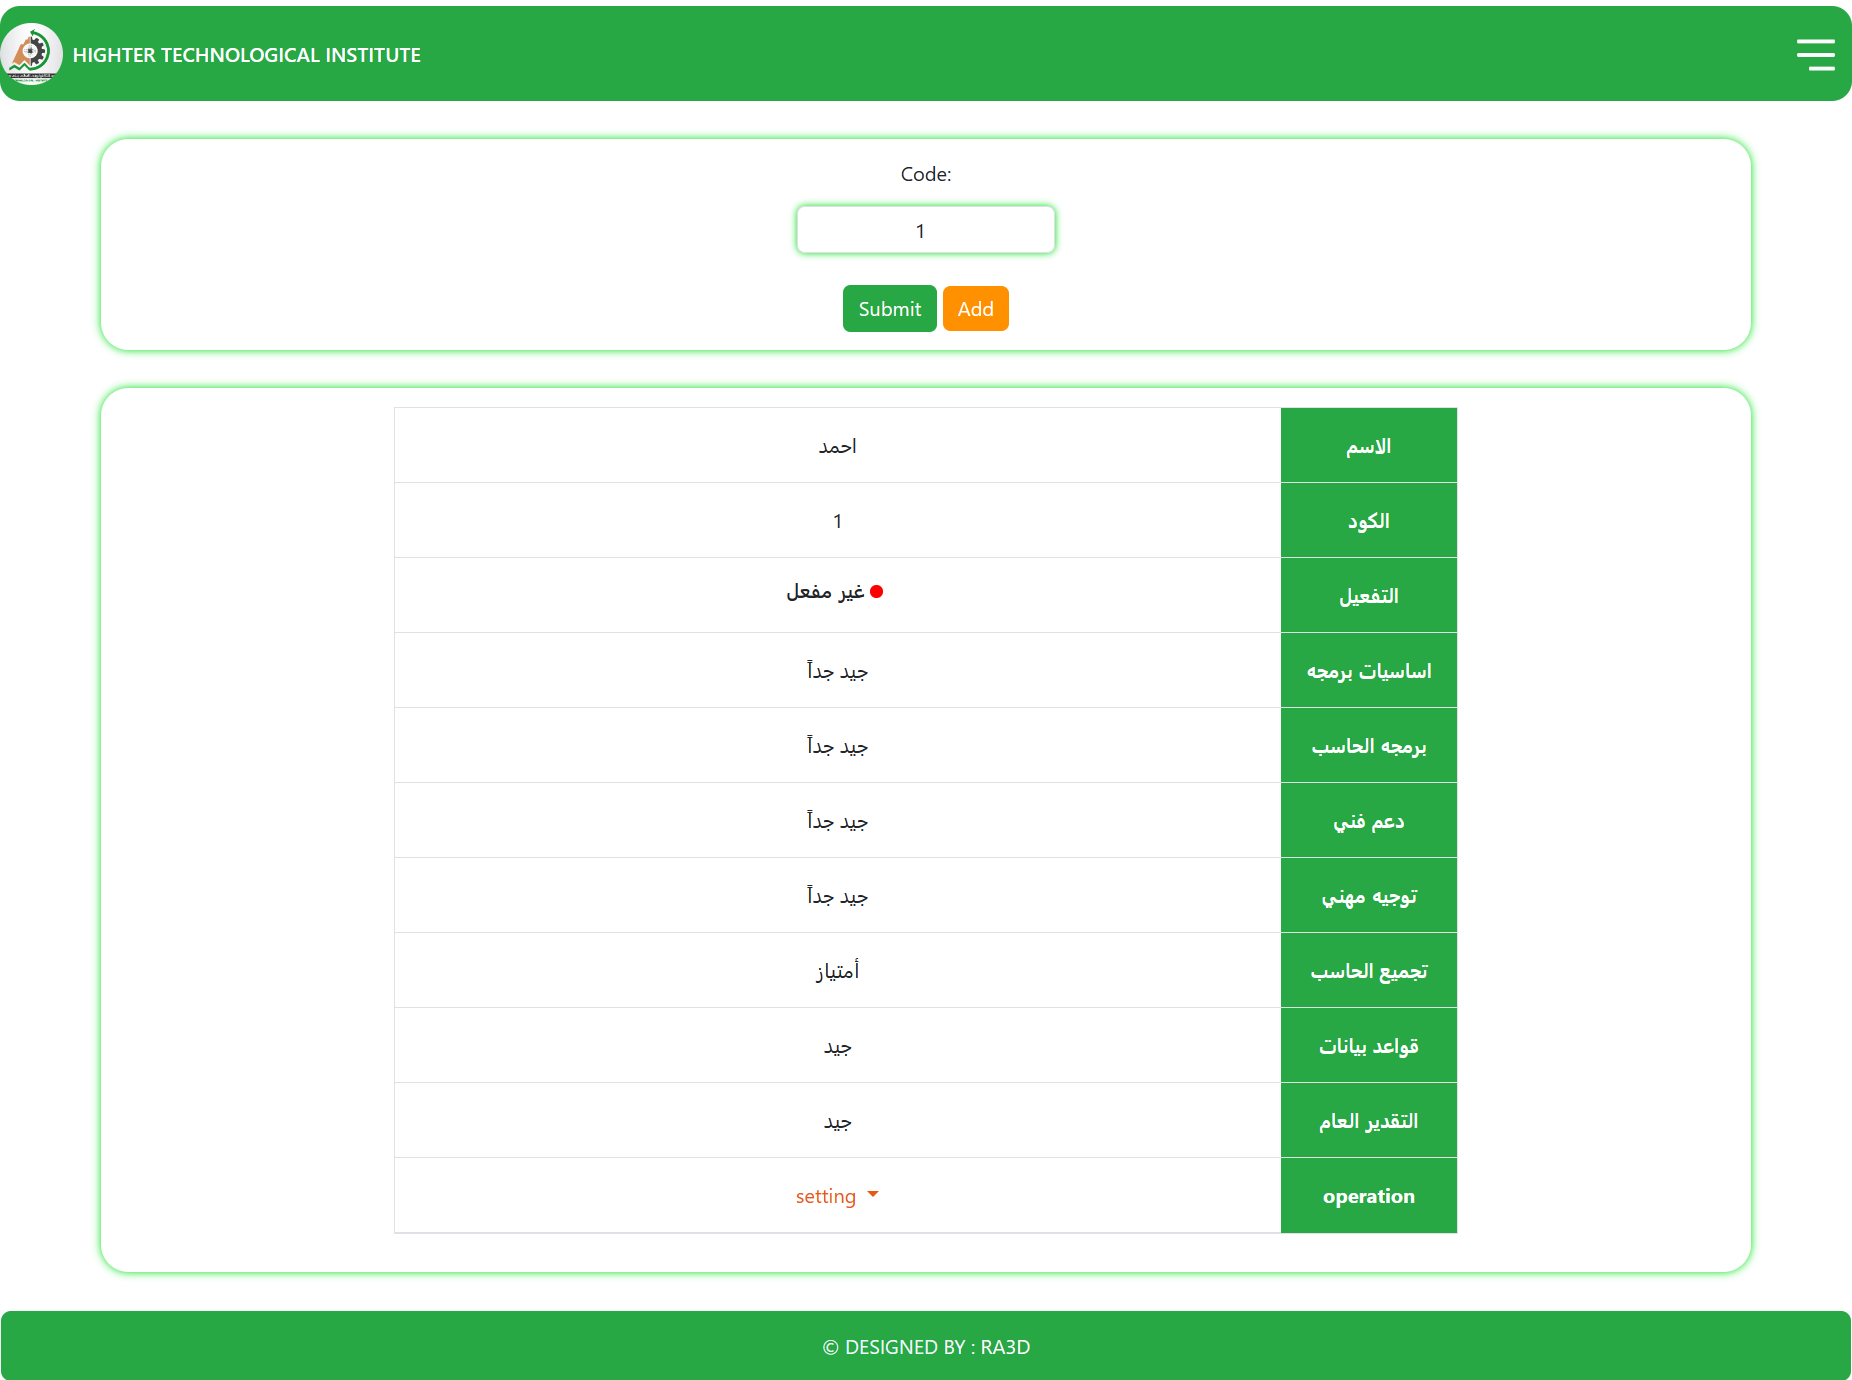 HIGHTER TECHNOLOGICAL INSTITUTE
Code:
1
Submit Add
الاسم احمد
الكود 1
التفعيل غير مفعل
اساسيات برمجه جيد جداً
برمجه الحاسب جيد جداً
دعم فني جيد جداً
توجيه مهني جيد جداً
تجميع الحاسب أمتياز
قواعد بيانات جيد
التقدير العام جيد
operation setting
© DESIGNED BY : RA3D